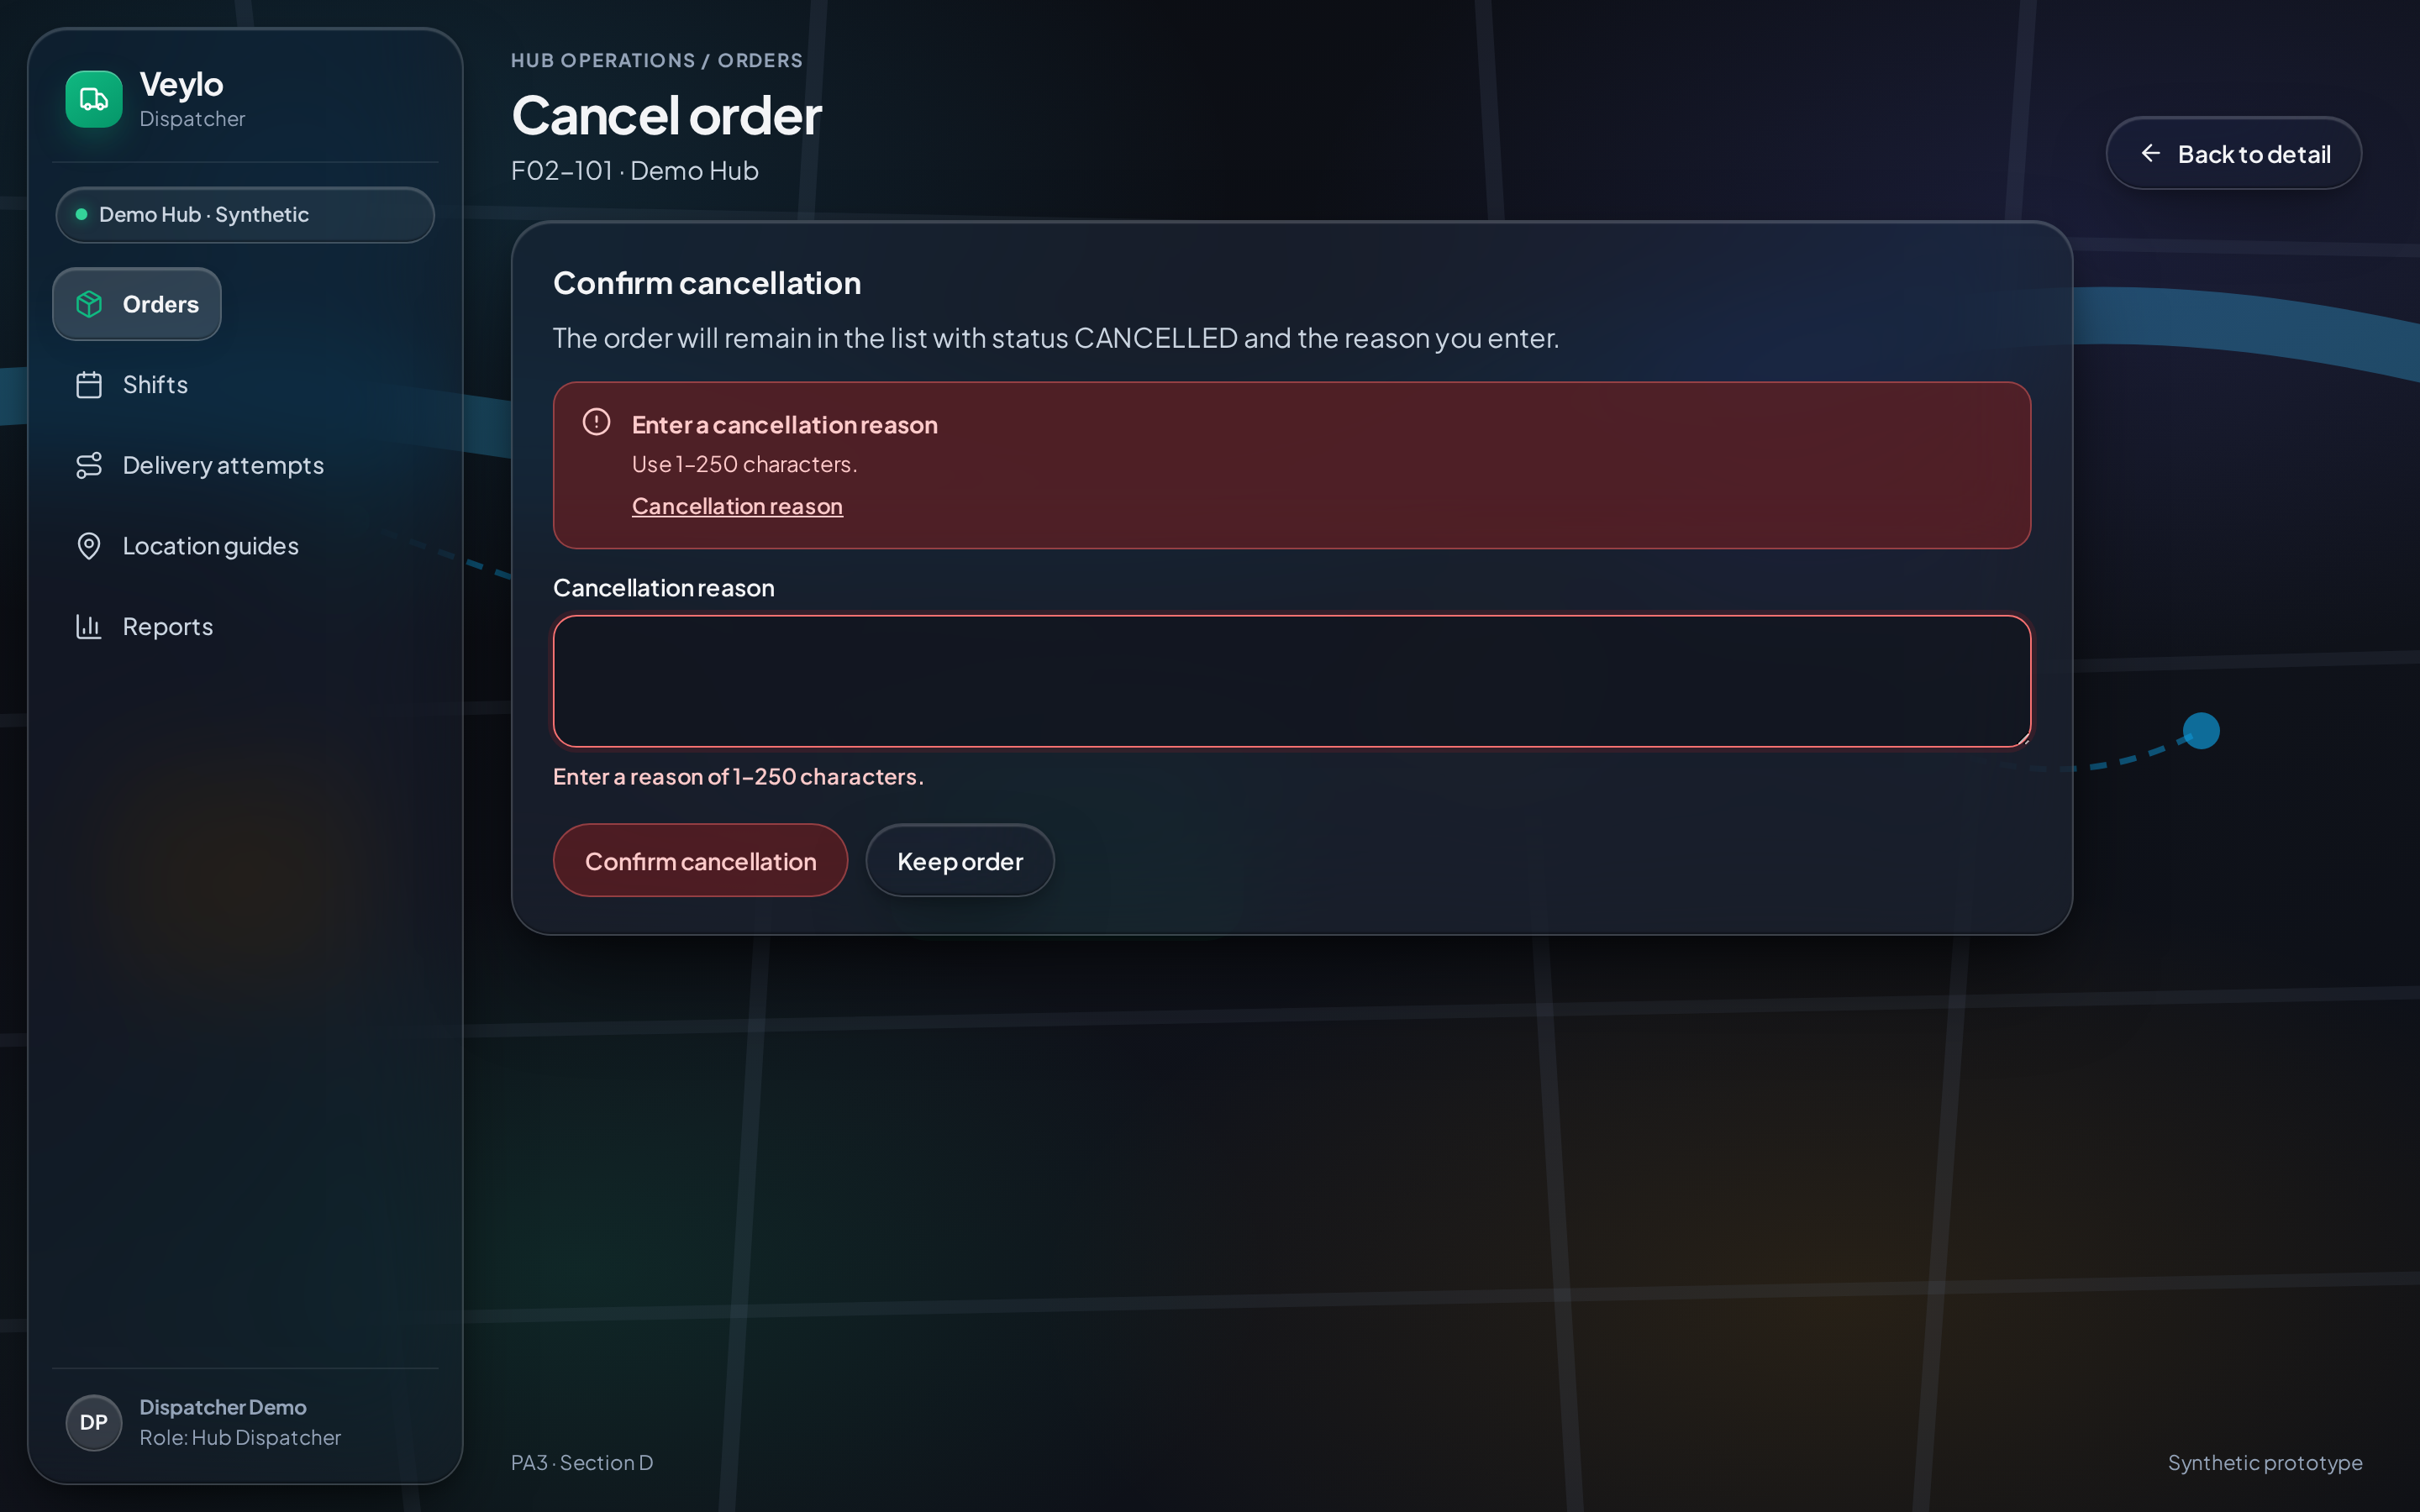 Veylo
Dispatcher
Demo Hub · Synthetic
Orders
Shifts
Delivery attempts
Location guides
Reports
DP
Dispatcher Demo
Role: Hub Dispatcher
HUB OPERATIONS / ORDERS
Cancel order
F02–101 · Demo Hub
Back to detail
Confirm cancellation
The order will remain in the list with status CANCELLED and the reason you enter.
Enter a cancellation reason
Use 1–250 characters.
Cancellation reason
Cancellation reason
Enter a reason of 1–250 characters.
Confirm cancellation
Keep order
PA3 · Section D
Synthetic prototype